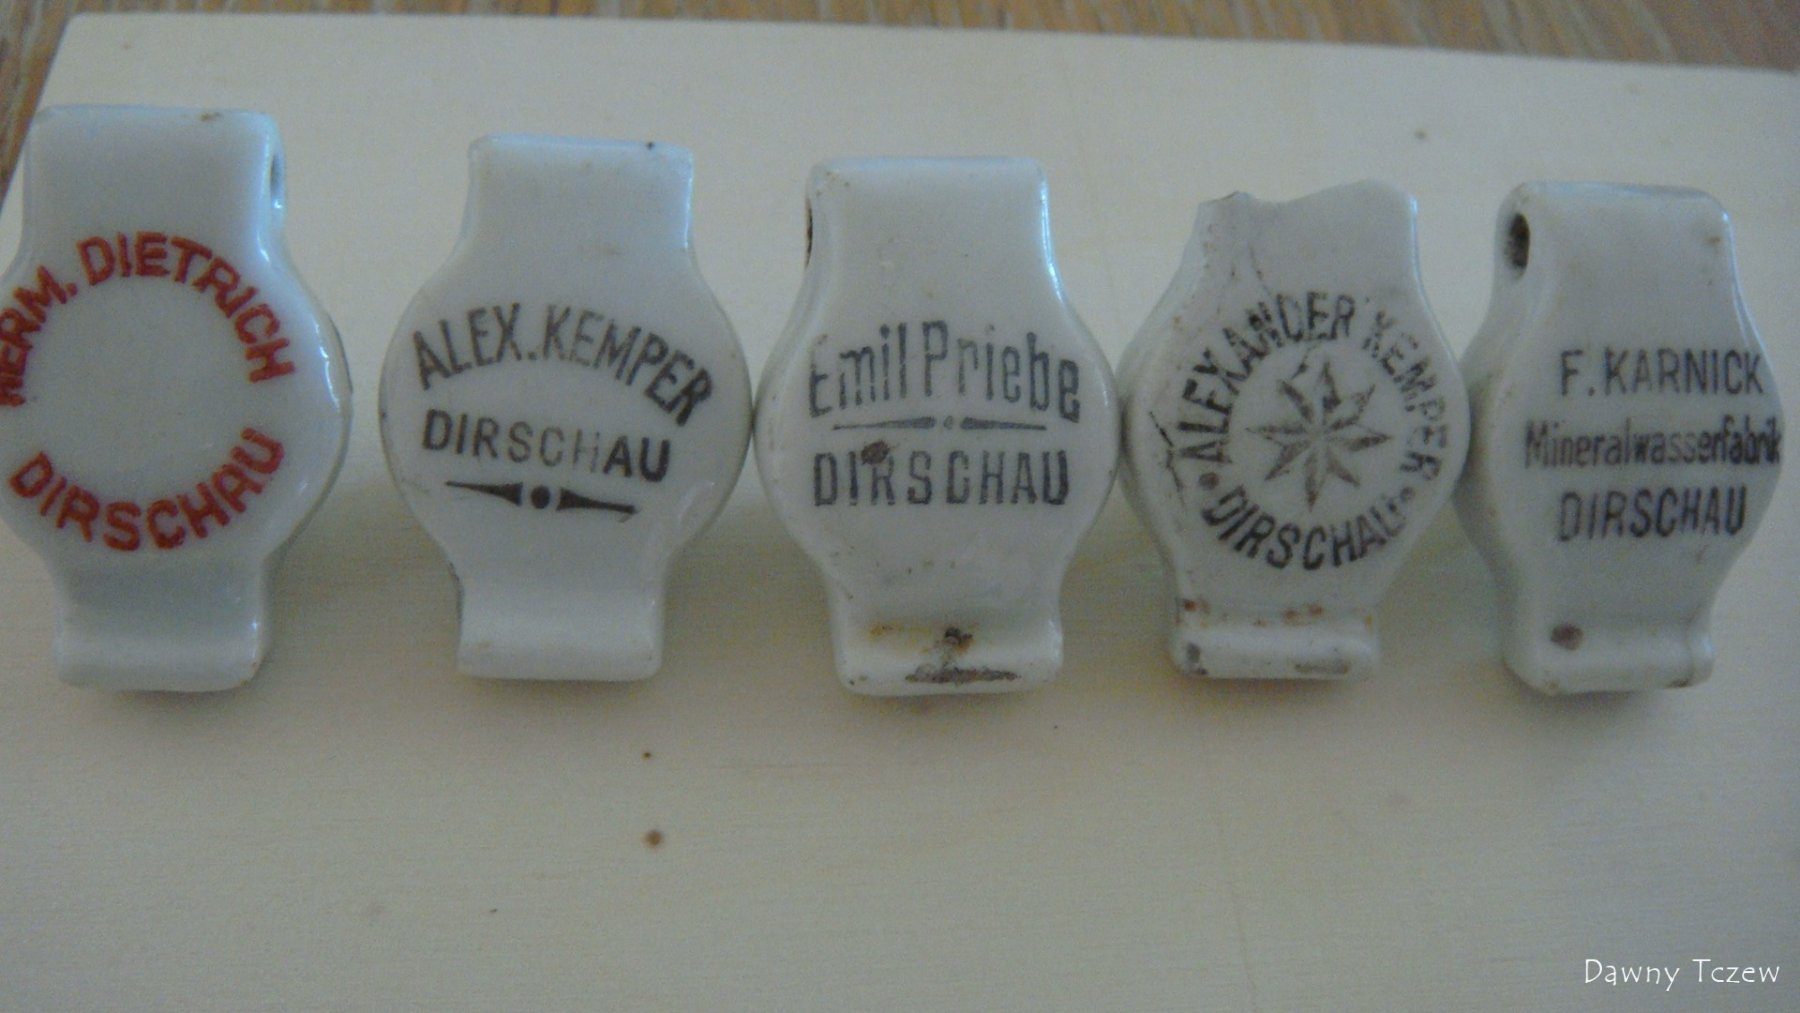 HERM. DIETRICH
DIRSCHAU
ALEX. KEMPER
DIRSCHAU
Emil Priebe
DIRSCHAU
ALEXANDER KEMPER
DIRSCHAU
F. KARNICK
Mineralwasserfabrik
DIRSCHAU
Dawny Tczew